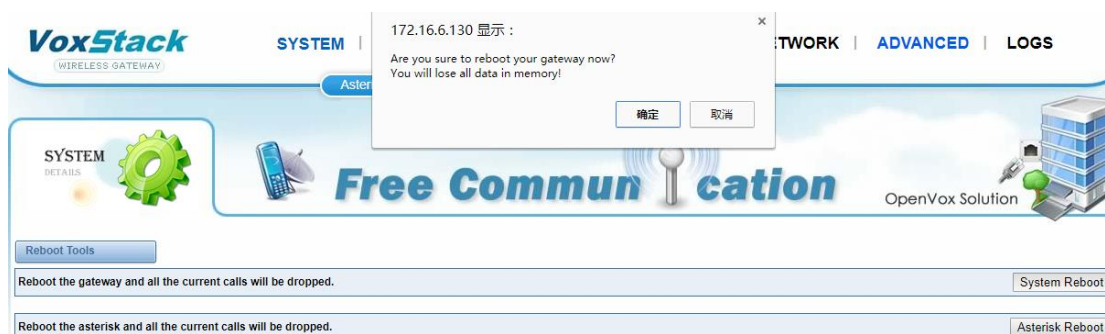 VoxStack
WIRELESS GATEWAY
SYSTEM |
172.16.6.130 显示：
×
Are you sure to reboot your gateway now?
You will lose all data in memory!
确定 取消
TWORK | ADVANCED | LOGS
Aster
SYSTEM
DETAILS
Free Communication
OpenVox Solution
Reboot Tools
Reboot the gateway and all the current calls will be dropped. System Reboot
Reboot the asterisk and all the current calls will be dropped. Asterisk Reboot